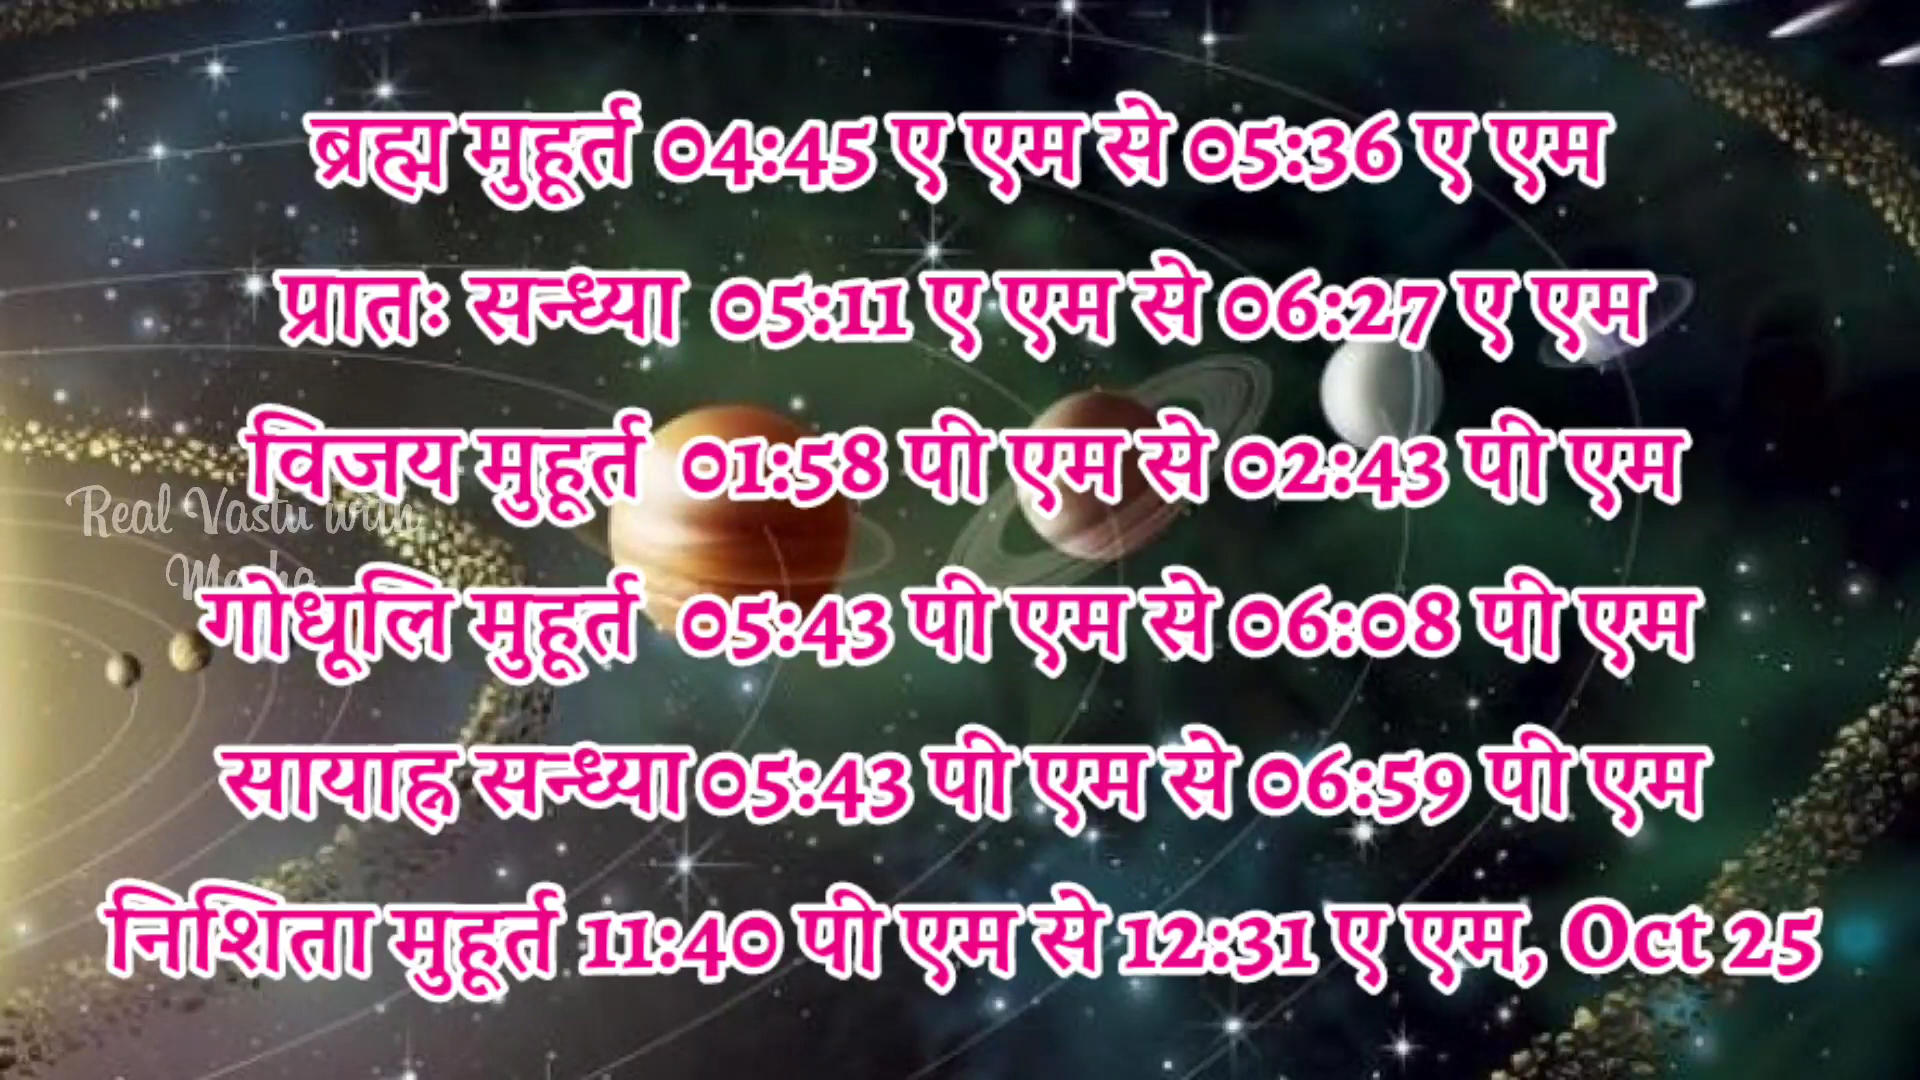 ब्रह्म मुहूर्त 04:45 ए एम से 05:36 ए एम
प्रातः सन्ध्या 05:11 ए एम से 06:27 ए एम
विजय मुहूर्त 01:58 पी एम से 02:43 पी एम
Real Vastu with
गोधूलि मुहूर्त 05:43 पी एम से 06:08 पी एम
सायाह्न सन्ध्या 05:43 पी एम से 06:59 पी एम
निशिता मुहूर्त 11:40 पी एम से 12:31 ए एम, Oct 25